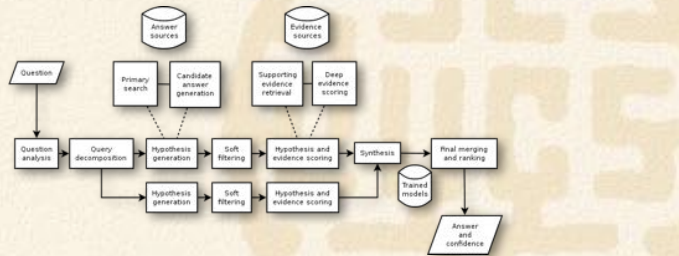 Answer
sources
Evidence
sources
Question
Primary
search
Candidate
answer
generation
Supporting
evidence
retrieval
Deep
evidence
scoring
Question
analysis
Query
decomposition
Hypothesis
generation
Soft
filtering
Hypothesis and
evidence scoring
Synthesis
Final merging
and ranking
Trained
models
Hypothesis
generation
Soft
filtering
Hypothesis and
evidence scoring
Answer
and
confidence